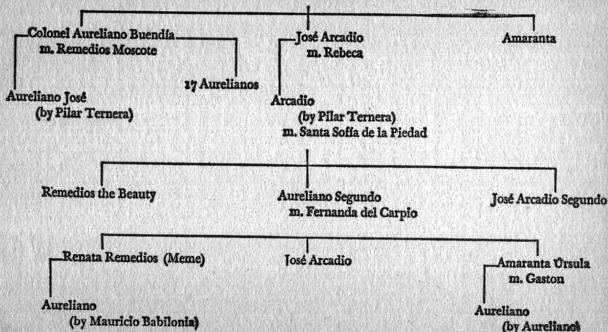 Colonel Aureliano Buendía
m. Remedios Moscote
José Arcadio
m. Rebeca
Amaranta
17 Aurelianos
Aureliano José
(by Pilar Ternera)
Arcadio
(by Pilar Ternera)
m. Santa Sofía de la Piedad
Remedios the Beauty
Aureliano Segundo
m. Fernanda del Carpio
José Arcadio Segundo
Renata Remedios (Meme)
José Arcadio
Amaranta Úrsula
m. Gaston
Aureliano
(by Mauricio Babilonia)
Aureliano
(by Aureliano)